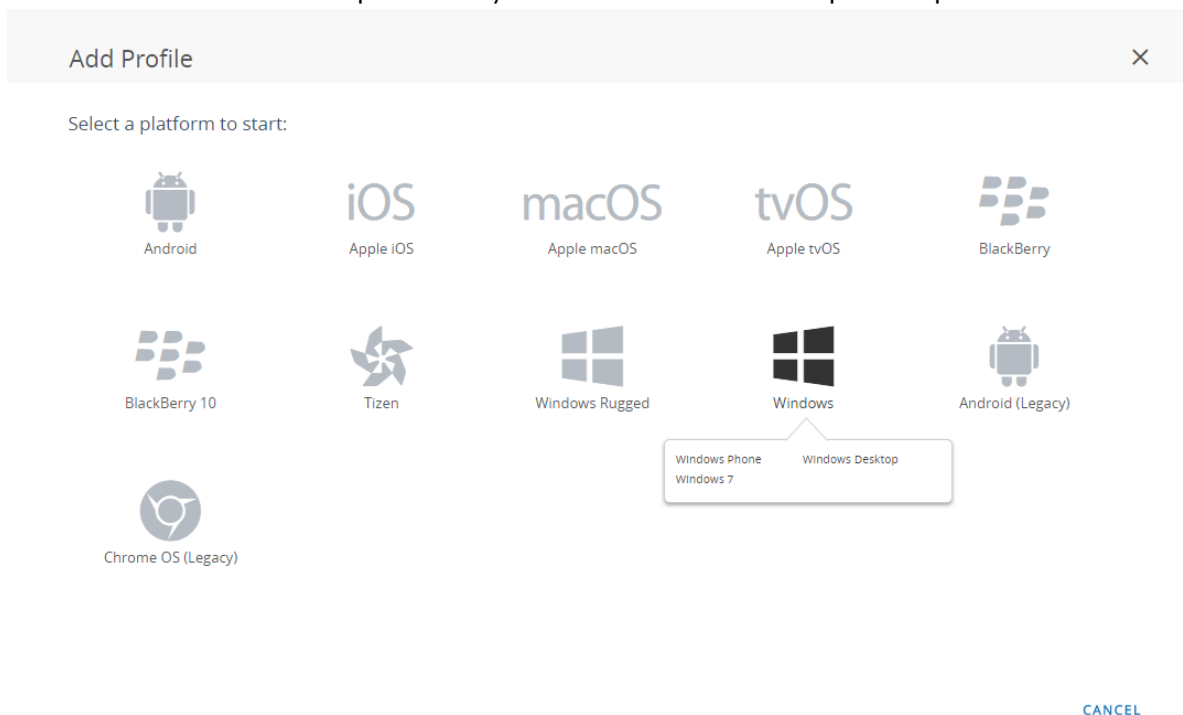 Add Profile
Select a platform to start:
iOS macOS tvOS
Android Apple iOS Apple macOS Apple tvOS BlackBerry
BlackBerry 10 Tizen Windows Rugged Windows Android (Legacy)
Windows Phone Windows Desktop
Windows 7
Chrome OS (Legacy)
CANCEL